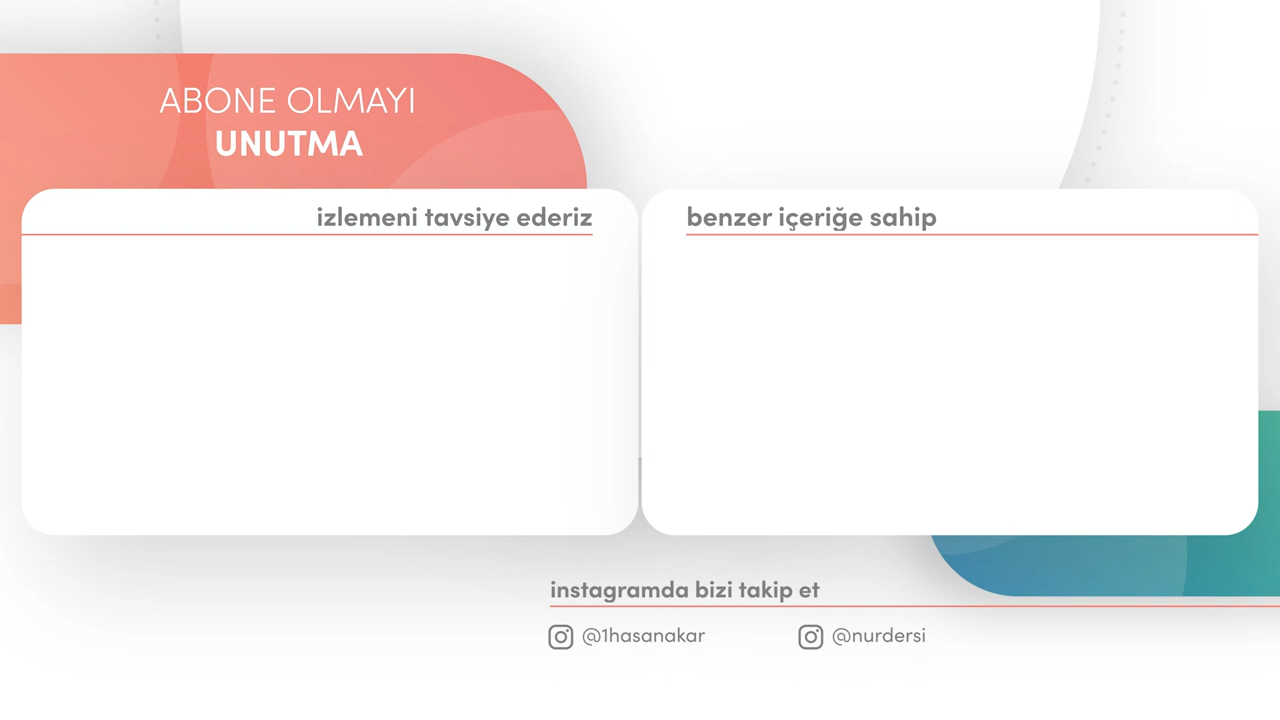 ABONE OLMAYI
UNUTMA
izlemeni tavsiye ederiz
benzer içeriğe sahip
instagramda bizi takip et
@1hasanakar
@nurdersi